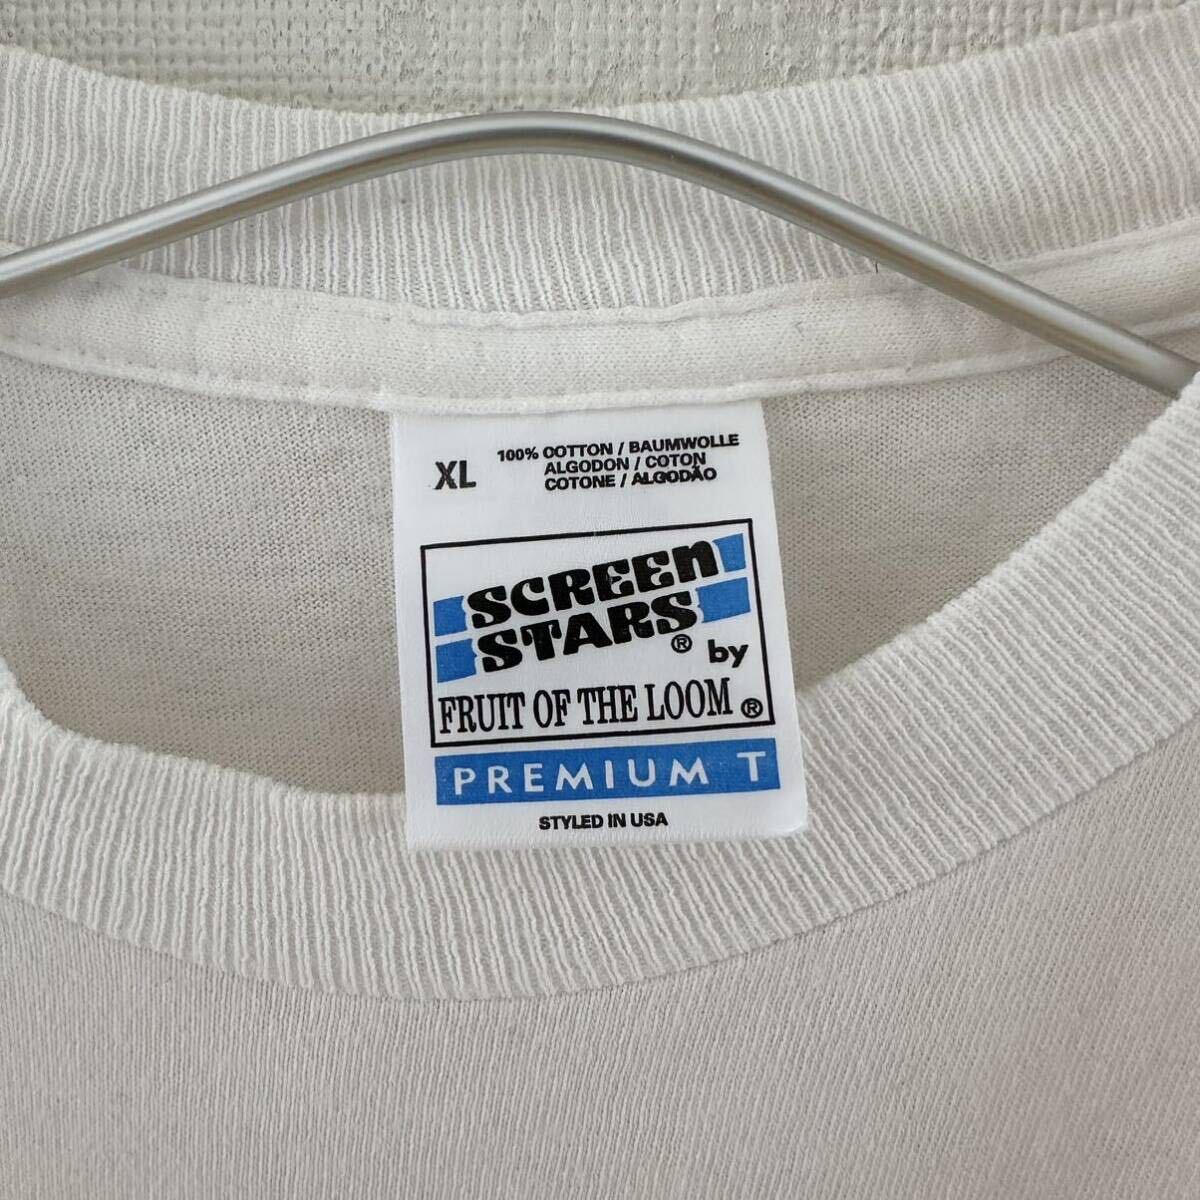 XL
100% COTTON / BAUMWOLLE
ALGODON / COTON
COTONE / ALGODÃO
SCREEN
STARS® by
FRUIT OF THE LOOM®
PREMIUM T
STYLED IN USA